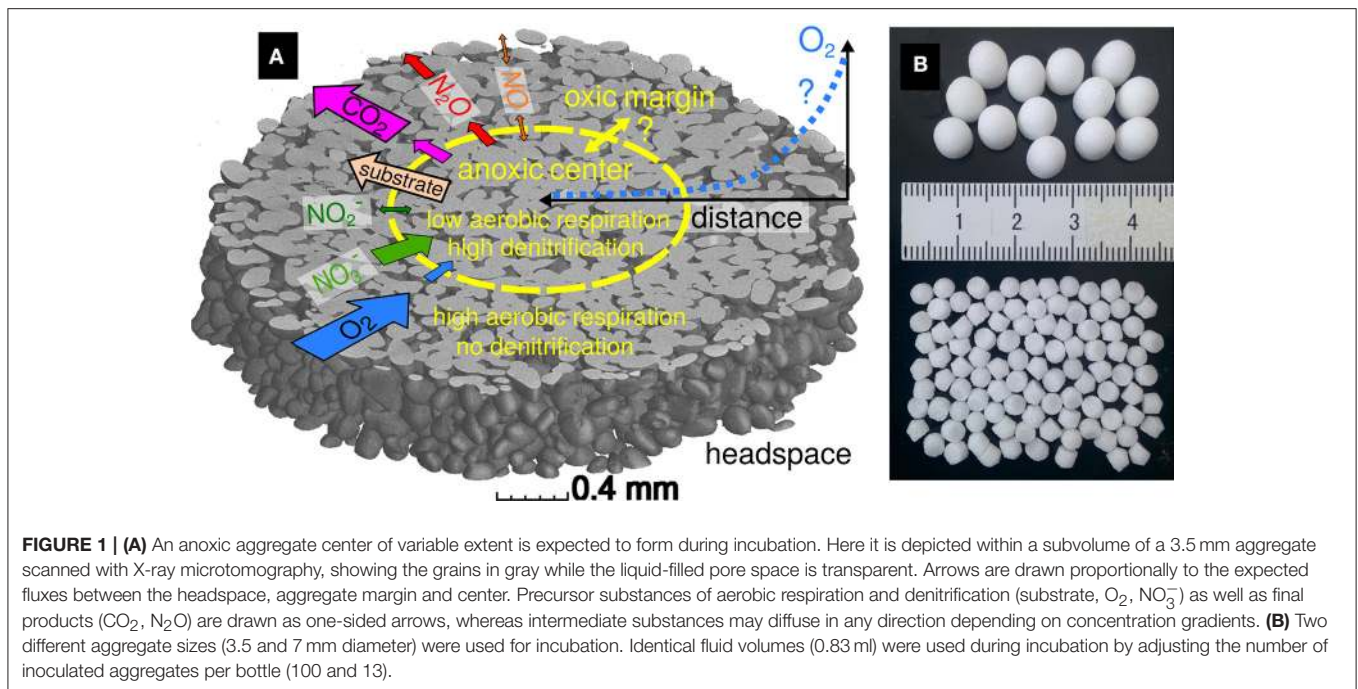 A
N₂O
NO
O₂
?
CO₂
oxic margin
?
anoxic center
substrate
distance
NO₂⁻
low aerobic respiration
high denitrification
NO₃⁻
O₂
high aerobic respiration
no denitrification
headspace
0.4 mm
B
1 2 3 4
FIGURE 1 | (A) An anoxic aggregate center of variable extent is expected to form during incubation. Here it is depicted within a subvolume of a 3.5 mm aggregate
scanned with X-ray microtomography, showing the grains in gray while the liquid-filled pore space is transparent. Arrows are drawn proportionally to the expected
fluxes between the headspace, aggregate margin and center. Precursor substances of aerobic respiration and denitrification (substrate, O₂, NO₃⁻) as well as final
products (CO₂, N₂O) are drawn as one-sided arrows, whereas intermediate substances may diffuse in any direction depending on concentration gradients. (B) Two
different aggregate sizes (3.5 and 7 mm diameter) were used for incubation. Identical fluid volumes (0.83 ml) were used during incubation by adjusting the number of
inoculated aggregates per bottle (100 and 13).